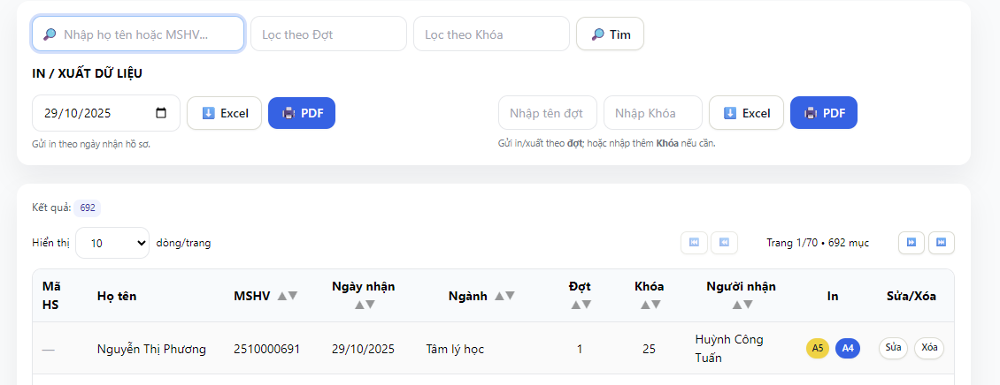 Nhập họ tên hoặc MSHV... Lọc theo Đợt Lọc theo Khóa Tìm
IN / XUẤT DỮ LIỆU
29/10/2025 Excel PDF Nhập tên đợt Nhập Khóa Excel PDF
Gửi in theo ngày nhận hồ sơ. Gửi in/xuất theo đợt; hoặc nhập thêm Khóa nếu cần.
Kết quả: 692
Hiển thị 10 dòng/trang Trang 1/70 • 692 mục
Mã HS Họ tên MSHV ▲▼ Ngày nhận ▲▼ Ngành ▲▼ Đợt ▲▼ Khóa ▲▼ Người nhận ▲▼ In Sửa/Xóa
— Nguyễn Thị Phương 2510000691 29/10/2025 Tâm lý học 1 25 Huỳnh Công Tuấn A5 A4 Sửa Xóa